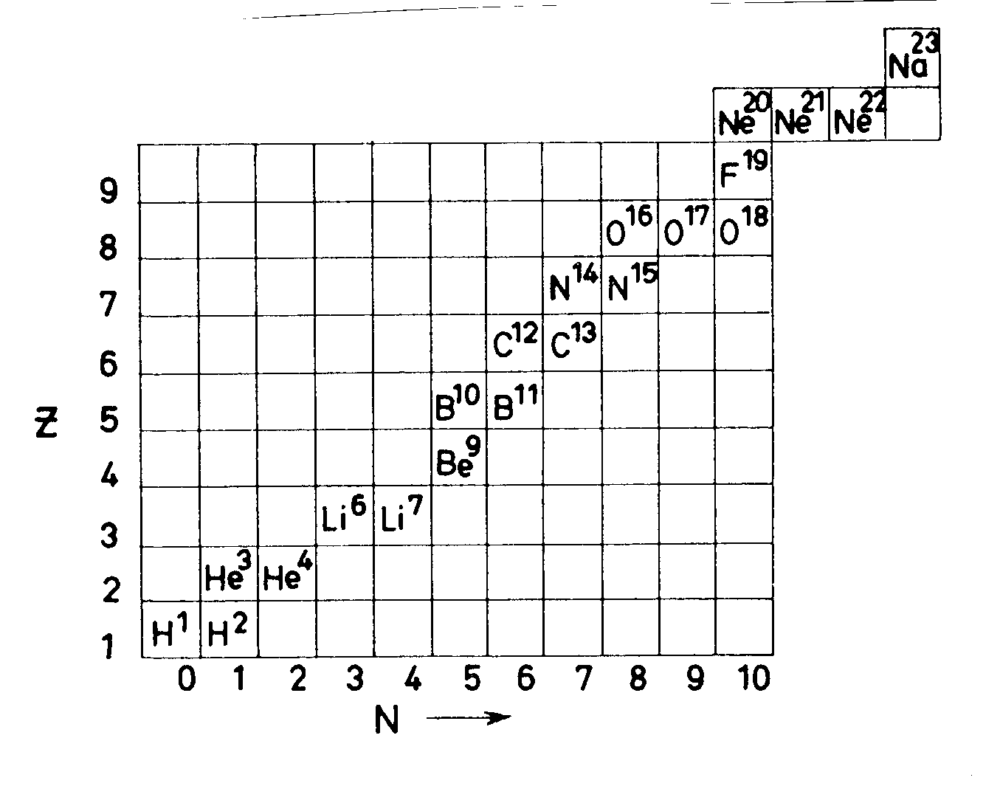 Na²³
Ne²⁰ Ne²¹ Ne²²
9 F¹⁹
8 O¹⁶ O¹⁷ O¹⁸
7 N¹⁴ N¹⁵
6 C¹² C¹³
Z 5 B¹⁰ B¹¹
4 Be⁹
3 Li⁶ Li⁷
2 He³ He⁴
1 H¹ H²
0 1 2 3 4 5 6 7 8 9 10
N →